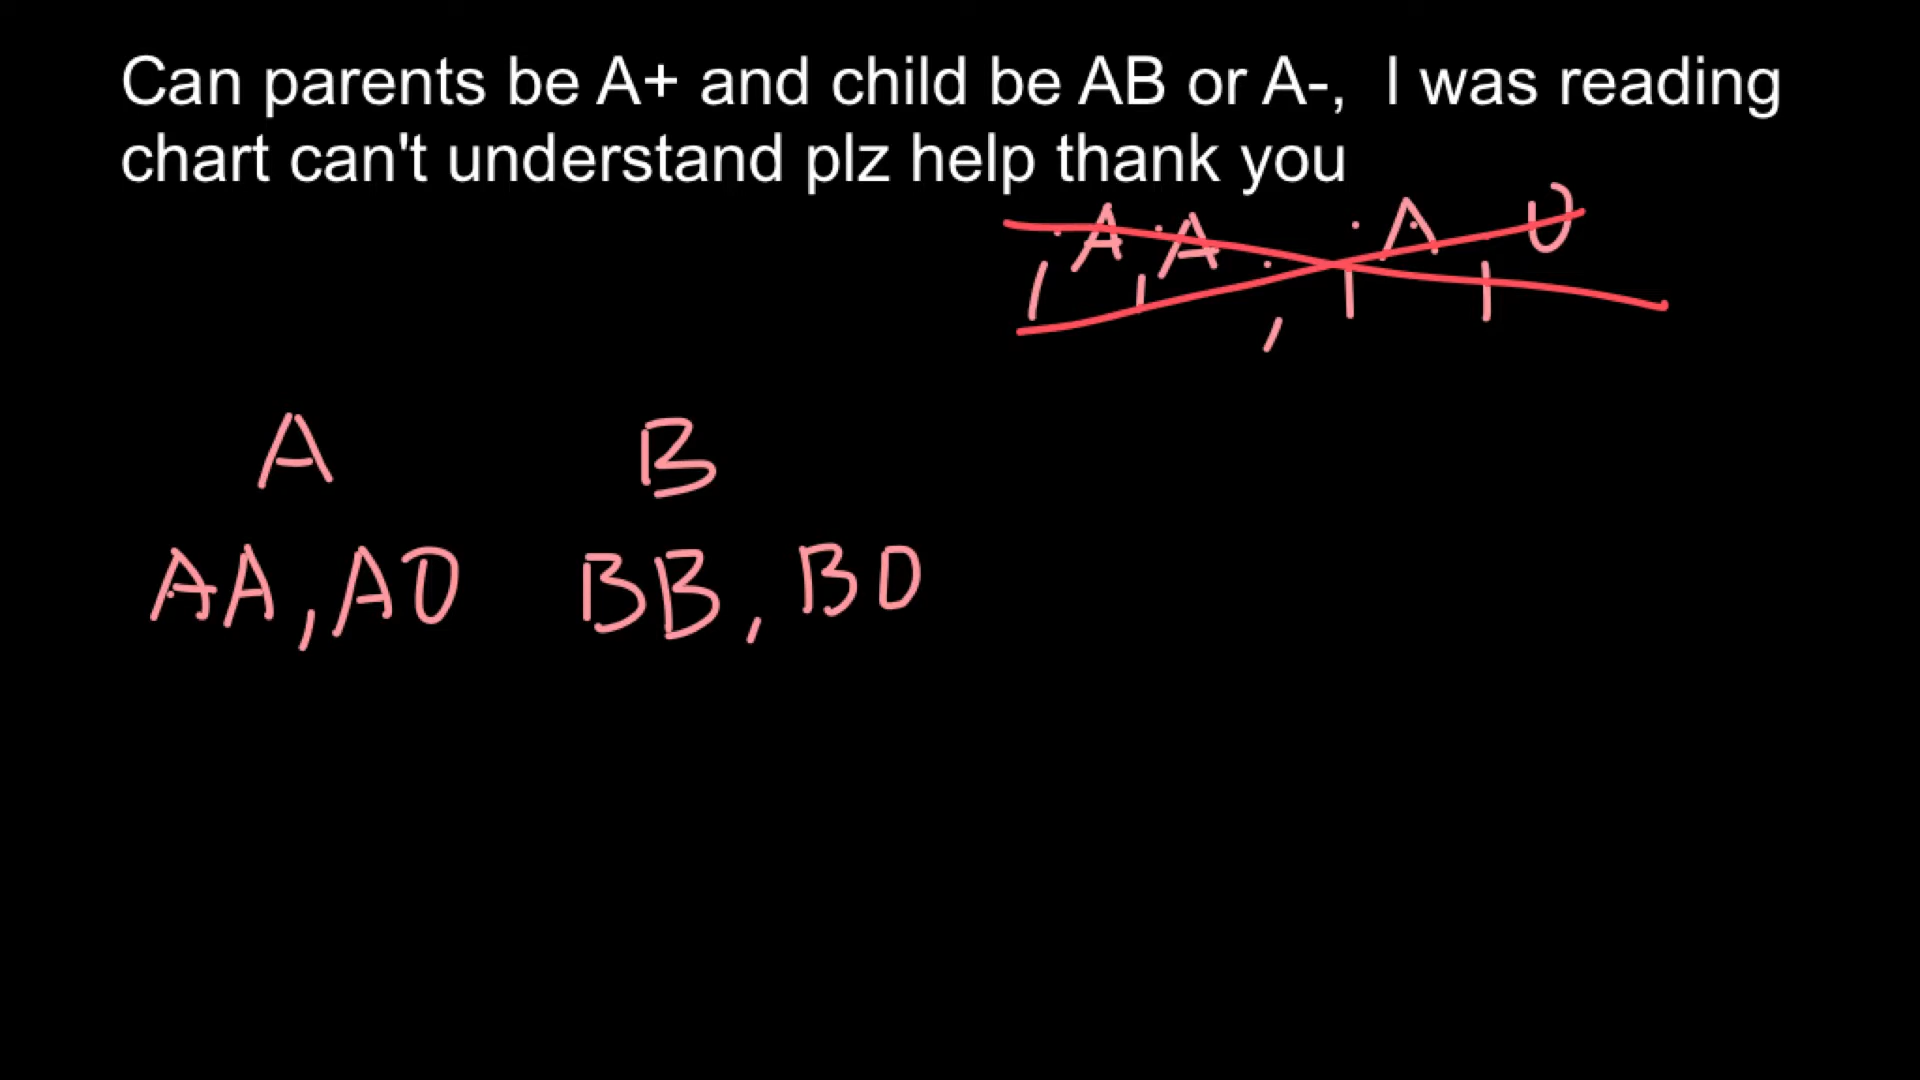 Can parents be A+ and child be AB or A-, I was reading
chart can't understand plz help thank you
A A , A O
A B
AA, AO BB, BO